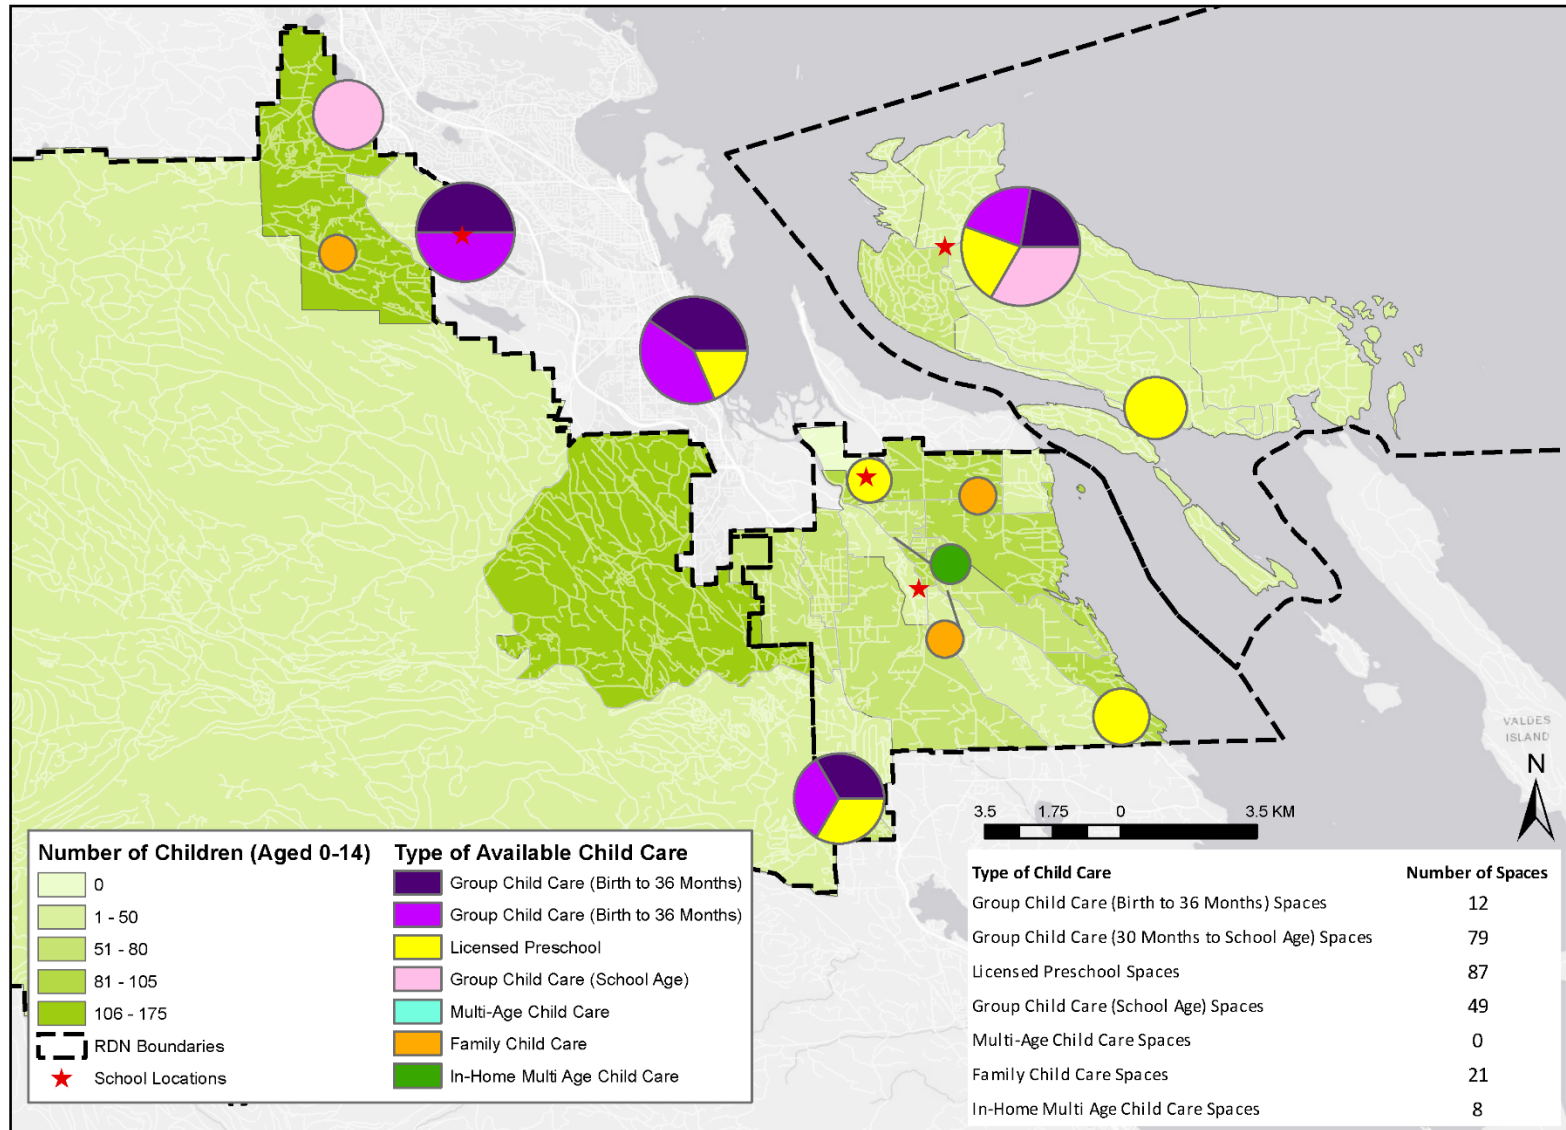 VALDES
ISLAND
N
3.5 1.75 0 3.5 KM
Number of Children (Aged 0-14)
0
1 - 50
51 - 80
81 - 105
106 - 175
RDN Boundaries
School Locations
Type of Available Child Care
Group Child Care (Birth to 36 Months)
Group Child Care (Birth to 36 Months)
Licensed Preschool
Group Child Care (School Age)
Multi-Age Child Care
Family Child Care
In-Home Multi Age Child Care
Type of Child Care Number of Spaces
Group Child Care (Birth to 36 Months) Spaces 12
Group Child Care (30 Months to School Age) Spaces 79
Licensed Preschool Spaces 87
Group Child Care (School Age) Spaces 49
Multi-Age Child Care Spaces 0
Family Child Care Spaces 21
In-Home Multi Age Child Care Spaces 8